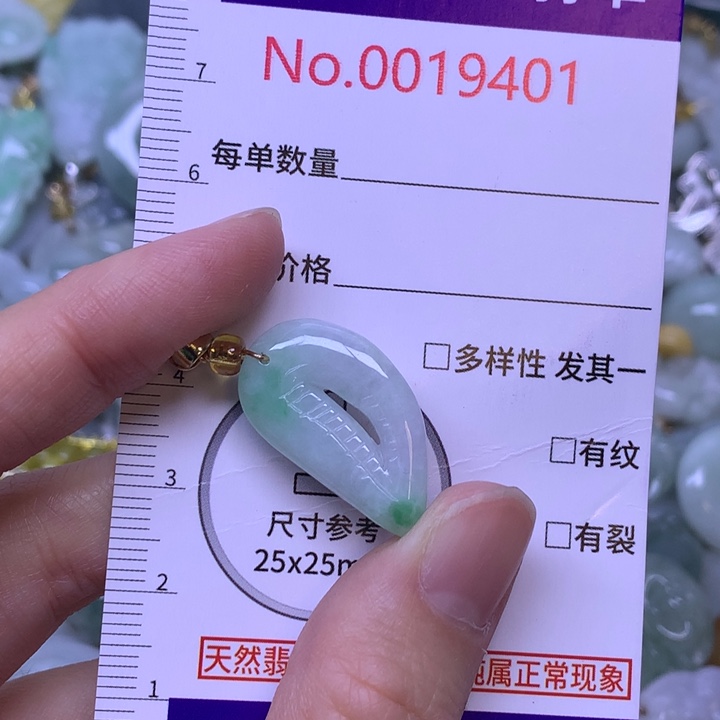 No.0019401
7
每单数量
6
价格
□多样性 发其一
4
□有纹
3
尺寸参考
25x25m
□有裂
2
天然翡
属正常现象
1